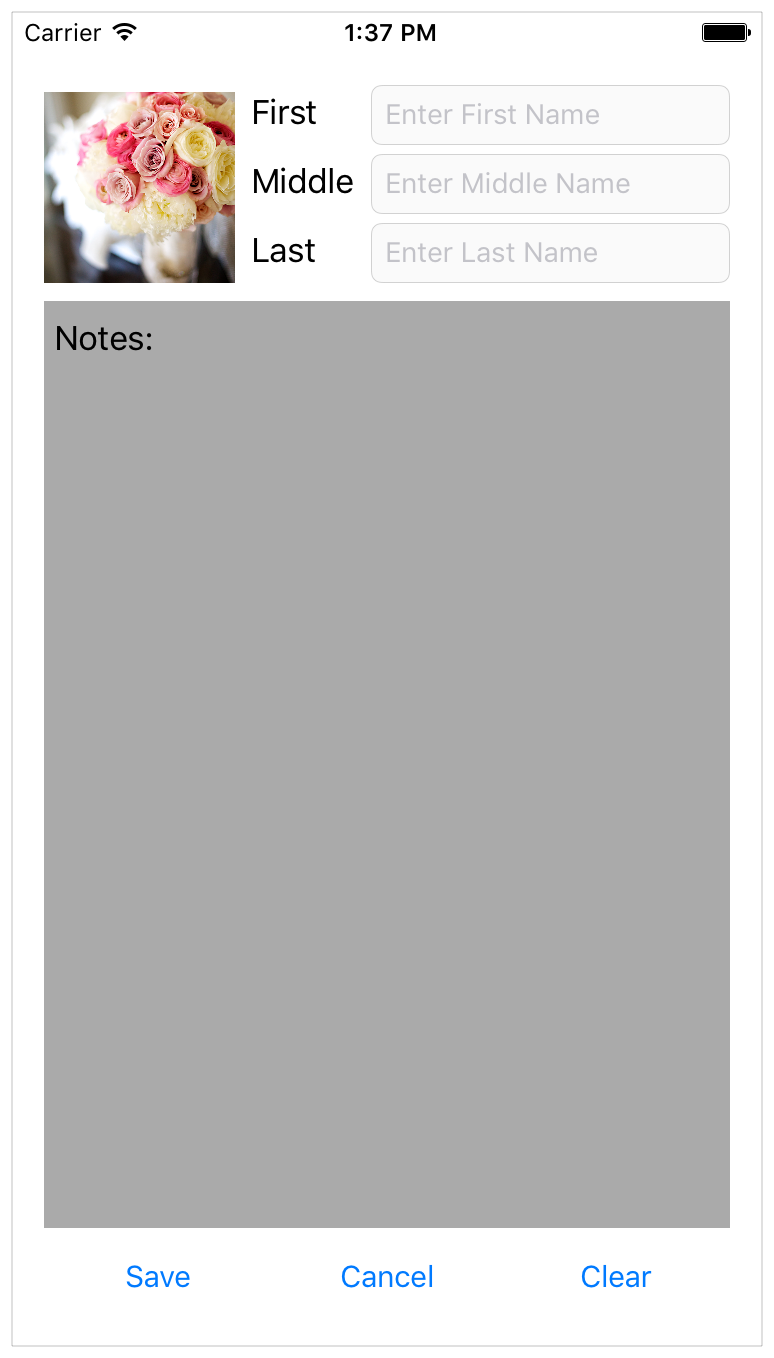 Carrier 1:37 PM
First Enter First Name
Middle Enter Middle Name
Last Enter Last Name
Notes:
Save Cancel Clear